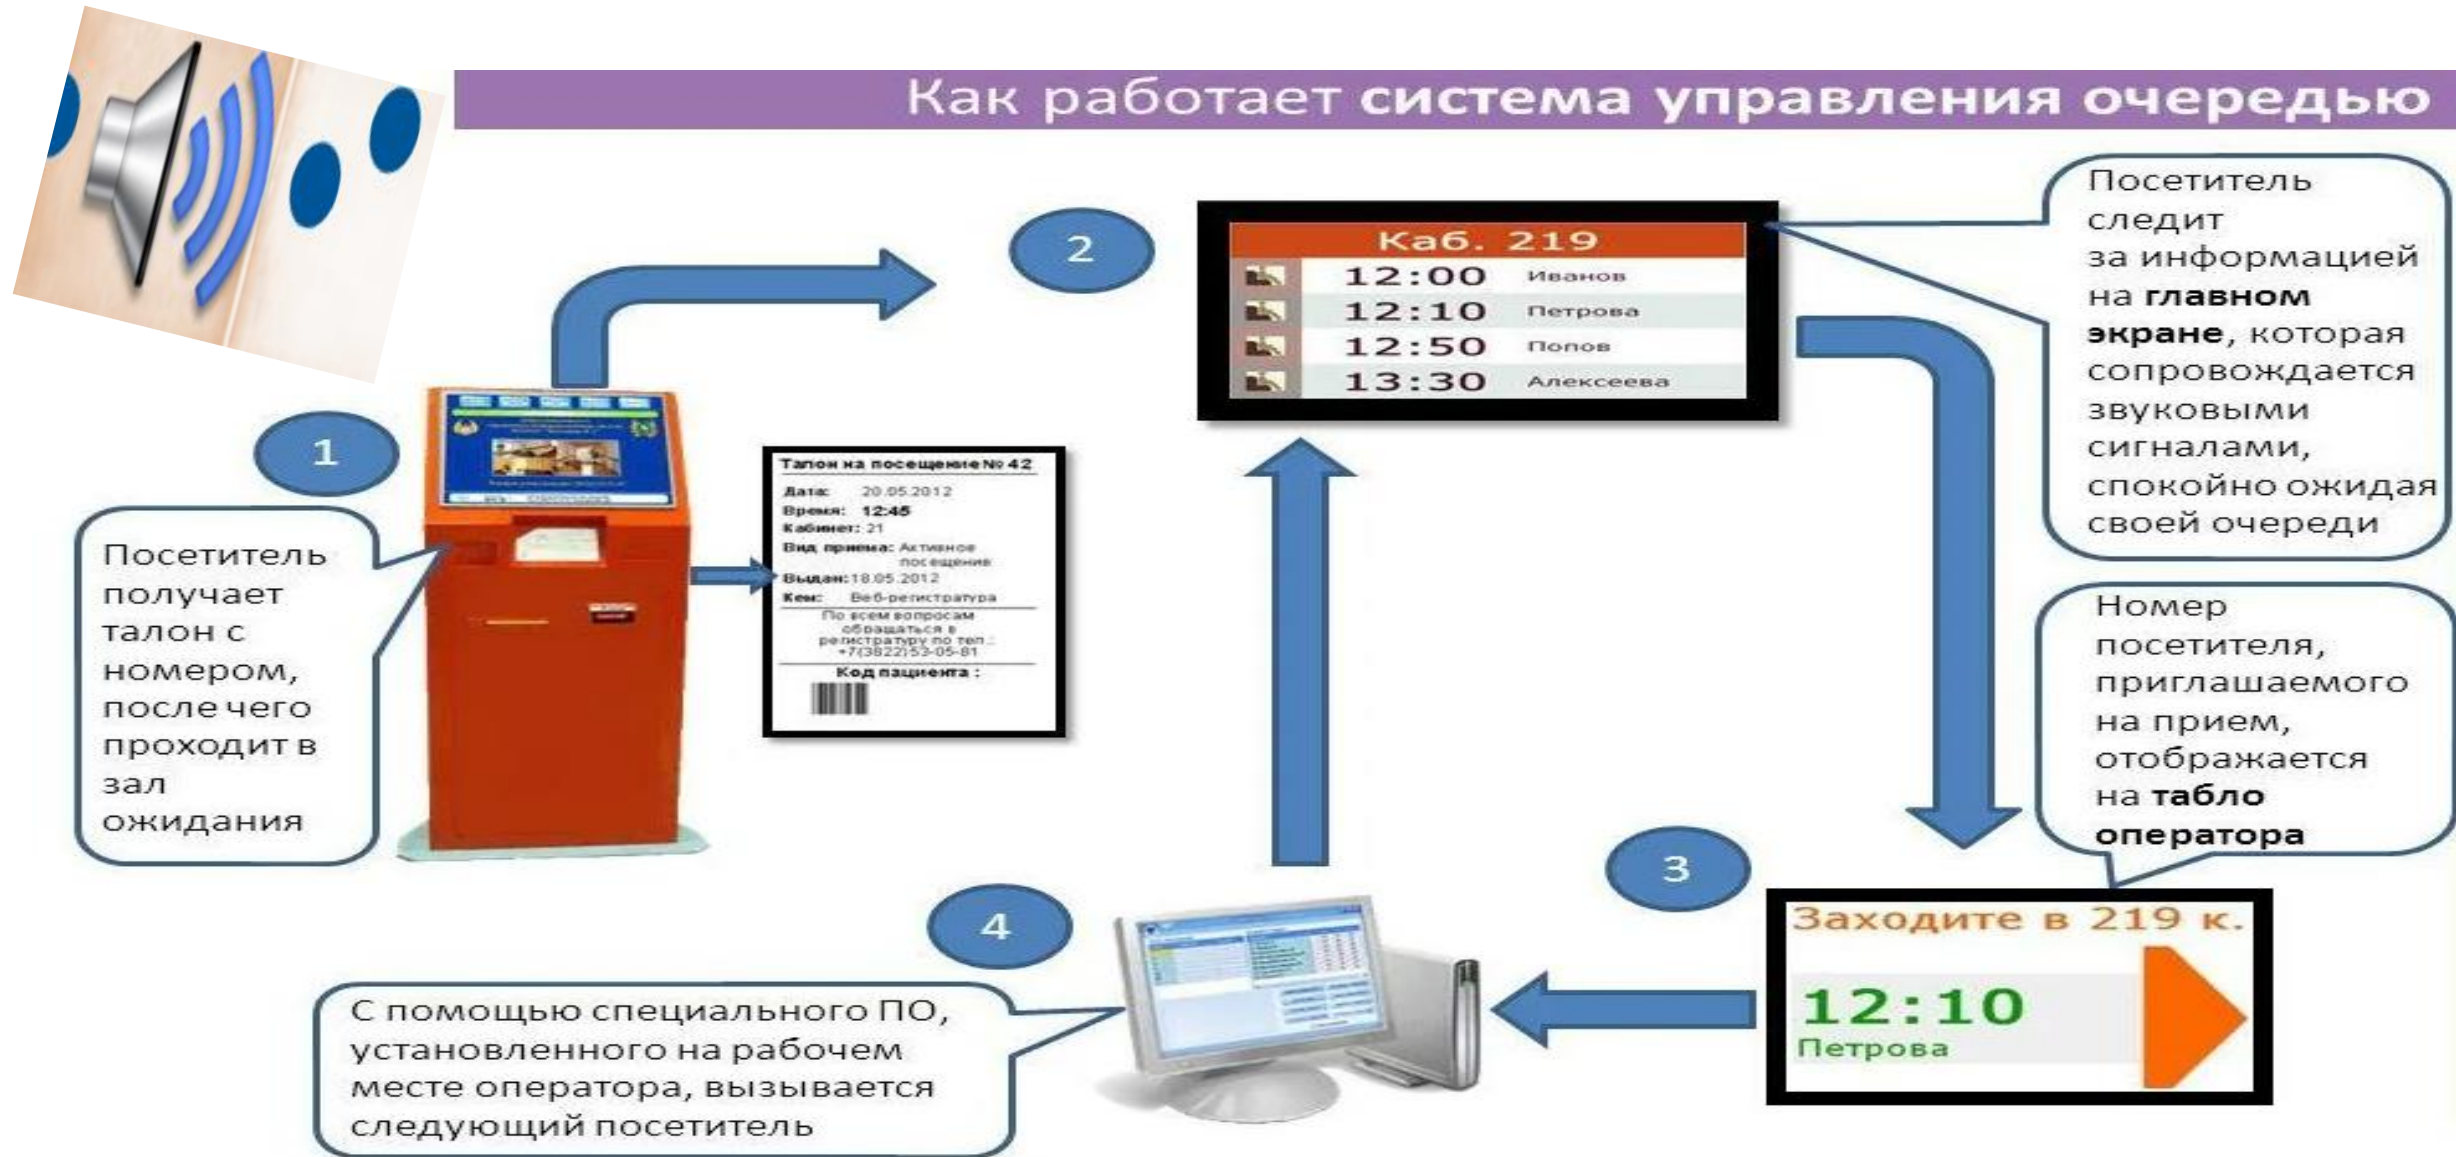 Как работает система управления очередью
1
Посетитель
получает
талон с
номером,
после чего
проходит в
зал
ожидания
Талон на посещение № 42
Дата: 20.05.2012
Время: 12:45
Кабинет: 21
Вид приема: Активное
посещение
Выдан: 18.05.2012
Кем: Веб-регистратура
По всем вопросам
обращаться в
регистратуру по тел.:
+7(3822)53-05-81
Код пациента :
2
Каб. 219
12:00 Иванов
12:10 Петрова
12:50 Попов
13:30 Алексеева
Посетитель
следит
за информацией
на главном
экране, которая
сопровождается
звуковыми
сигналами,
спокойно ожидая
своей очереди
Номер
посетителя,
приглашаемого
на прием,
отображается
на табло
оператора
3
Заходите в 219 к.
12:10
Петрова
4
С помощью специального ПО,
установленного на рабочем
месте оператора, вызывается
следующий посетитель